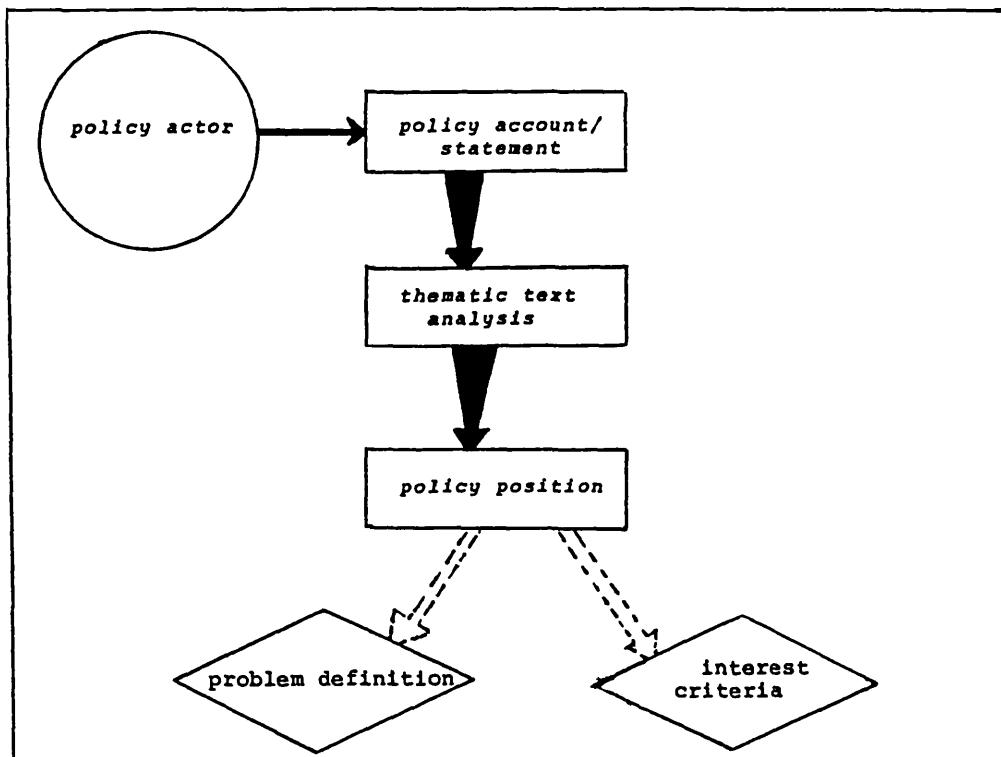 policy actor
policy account/
statement
thematic text
analysis
policy position
problem definition
interest
criteria